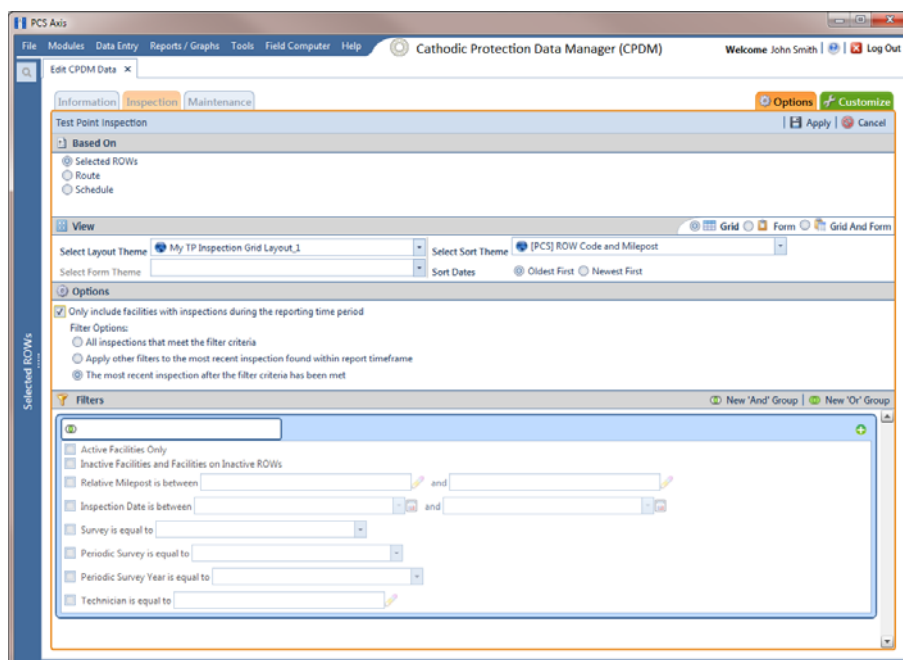 PCS Axis
File Modules Data Entry Reports / Graphs Tools Field Computer Help Cathodic Protection Data Manager (CPDM) Welcome John Smith Log Out
Edit CPDM Data
Information Inspection Maintenance Options Customize
Test Point Inspection Apply Cancel
Based On
Selected ROWs
Route
Schedule
View Grid Form Grid And Form
Select Layout Theme My TP Inspection Grid Layout_1 Select Sort Theme [PCS] ROW Code and Milepost
Select Form Theme Sort Dates Oldest First Newest First
Options
Only include facilities with inspections during the reporting time period
Filter Options:
All inspections that meet the filter criteria
Apply other filters to the most recent inspection found within report timeframe
The most recent inspection after the filter criteria has been met
Selected ROWs
Filters New 'And' Group New 'Or' Group
Active Facilities Only
Inactive Facilities and Facilities on Inactive ROWs
Relative Milepost is between and
Inspection Date is between and
Survey is equal to
Periodic Survey is equal to
Periodic Survey Year is equal to
Technician is equal to